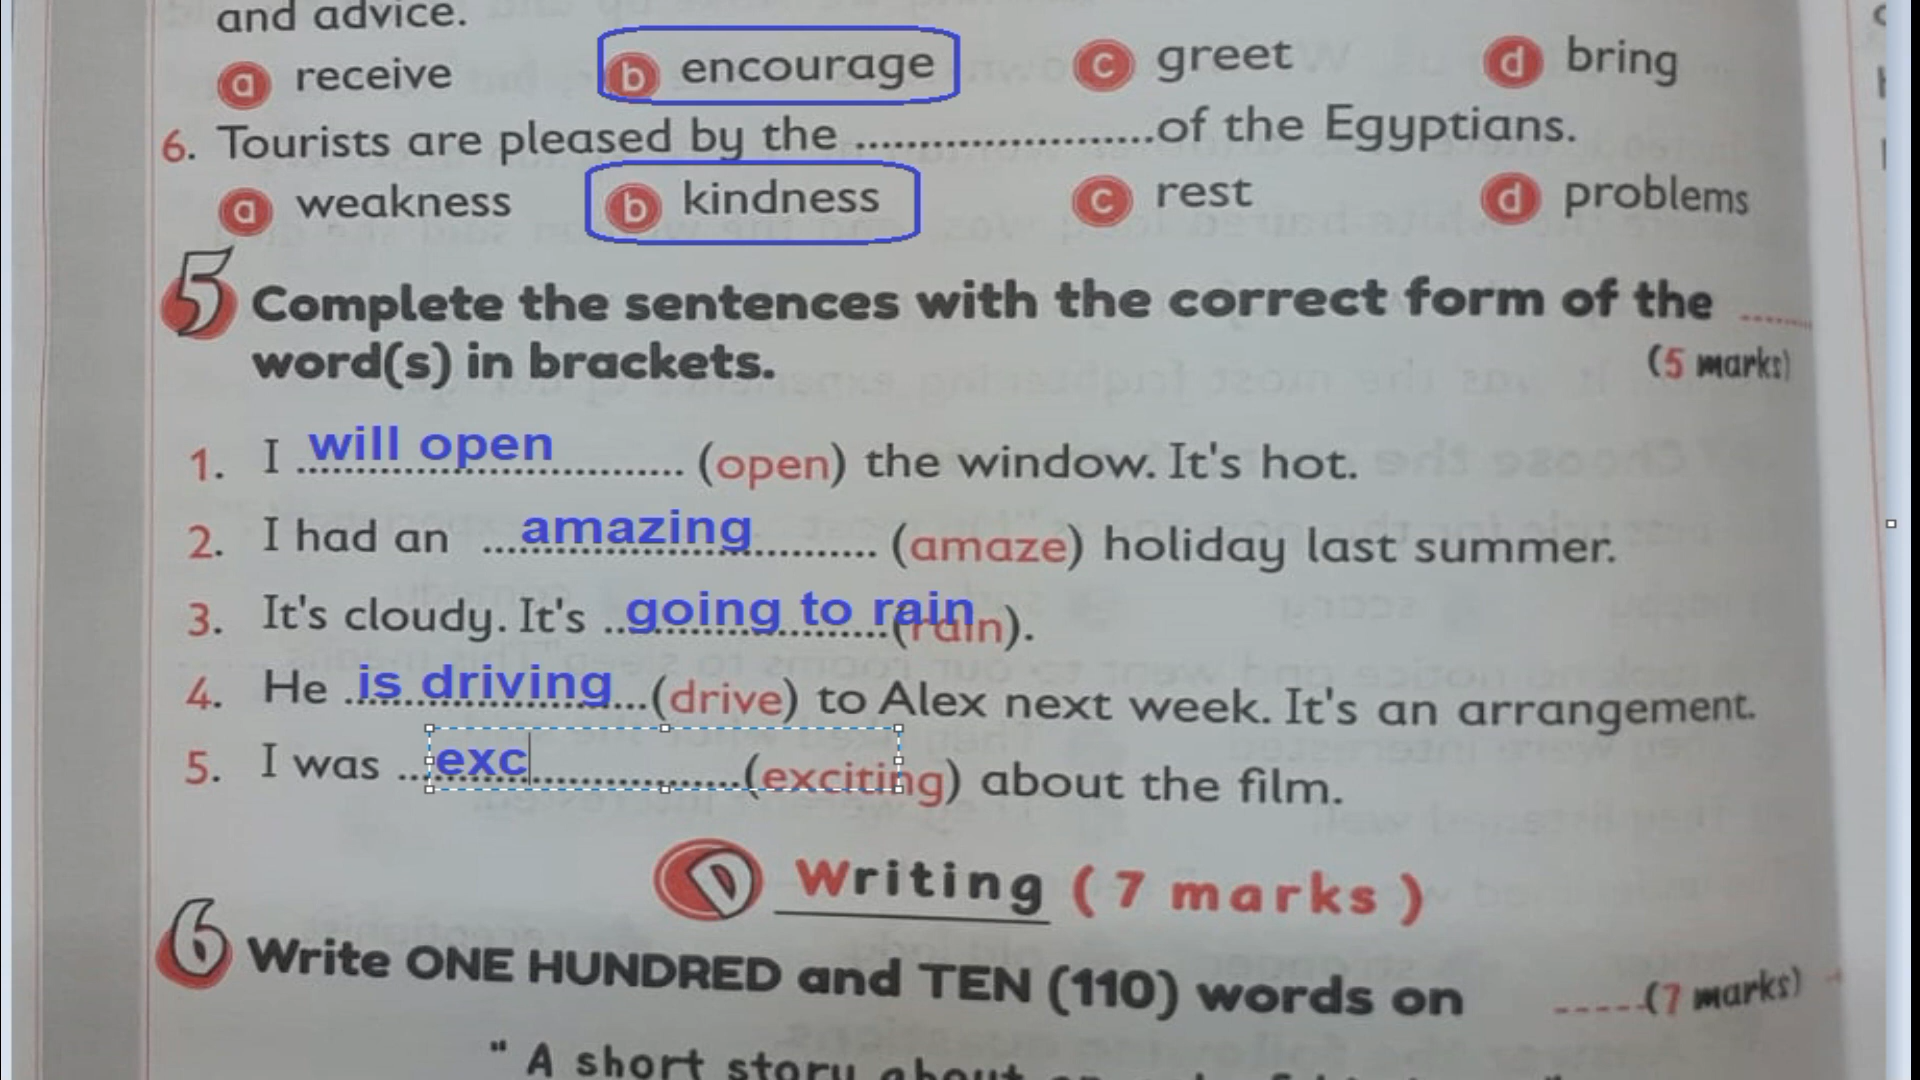 and advice.
a receive b encourage c greet d bring
6. Tourists are pleased by the ......................of the Egyptians.
a weakness b kindness c rest d problems
5 Complete the sentences with the correct form of the ......
word(s) in brackets. (5 marks)
1. I will open (open) the window. It's hot.
2. I had an amazing (amaze) holiday last summer.
3. It's cloudy. It's going to rain (rain).
4. He is driving (drive) to Alex next week. It's an arrangement.
5. I was exc (exciting) about the film.
D Writing ( 7 marks )
6 Write ONE HUNDRED and TEN (110) words on -----(7 marks)
" A short story about